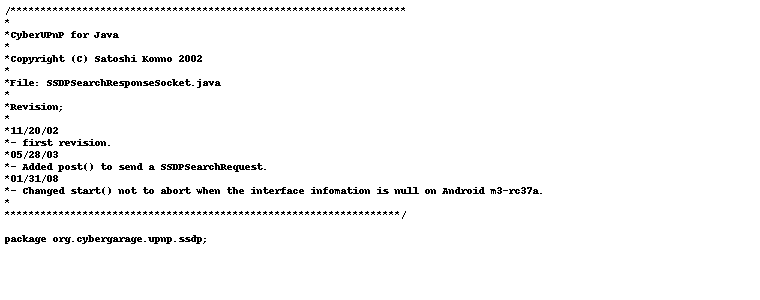 /******************************************************************
*
*CyberUPnP for Java
*
*Copyright (C) Satoshi Konno 2002
*
*File: SSDPSearchResponseSocket.java
*
*Revision;
*
*11/20/02
*- first revision.
*05/28/03
*- Added post() to send a SSDPSearchRequest.
*01/31/08
*- Changed start() not to abort when the interface infomation is null on Android m3-rc37a.
*
******************************************************************/
package org.cybergarage.upnp.ssdp;